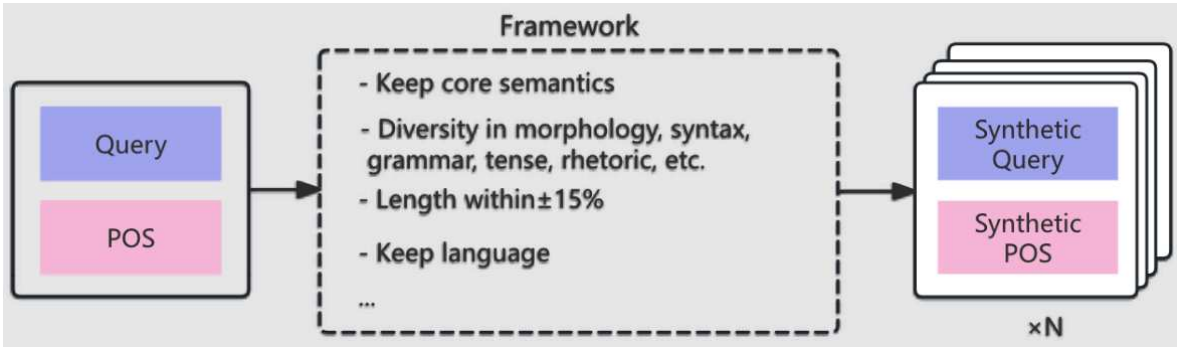 Framework
Query
POS
- Keep core semantics
- Diversity in morphology, syntax,
grammar, tense, rhetoric, etc.
- Length within±15%
- Keep language
...
Synthetic
Query
Synthetic
POS
×N